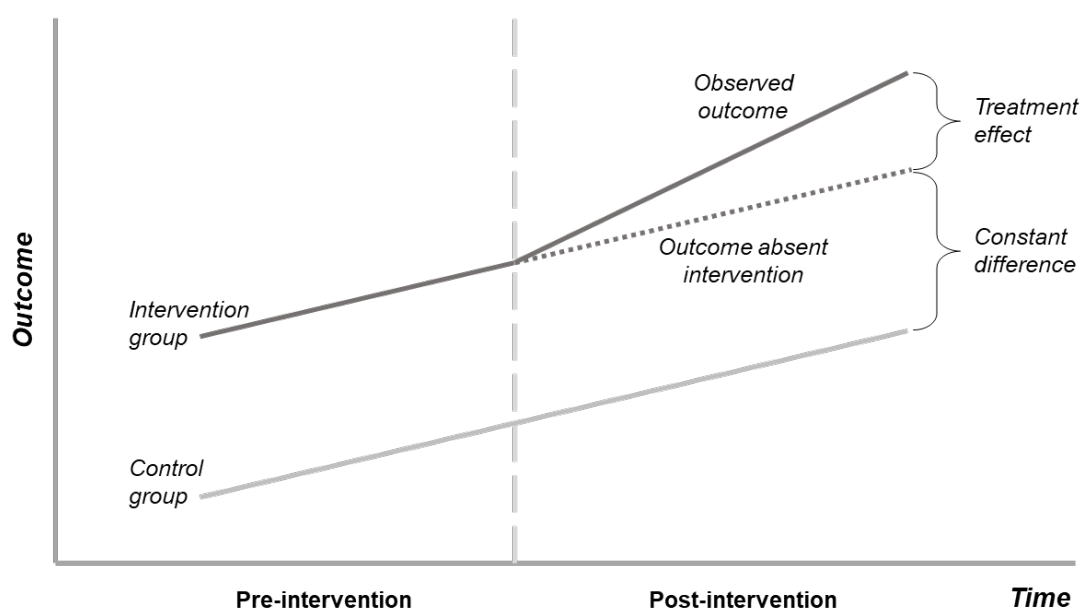 Observed
outcome
Treatment
effect
Outcome absent
intervention
Constant
difference
Outcome
Intervention
group
Control
group
Pre-intervention
Post-intervention
Time